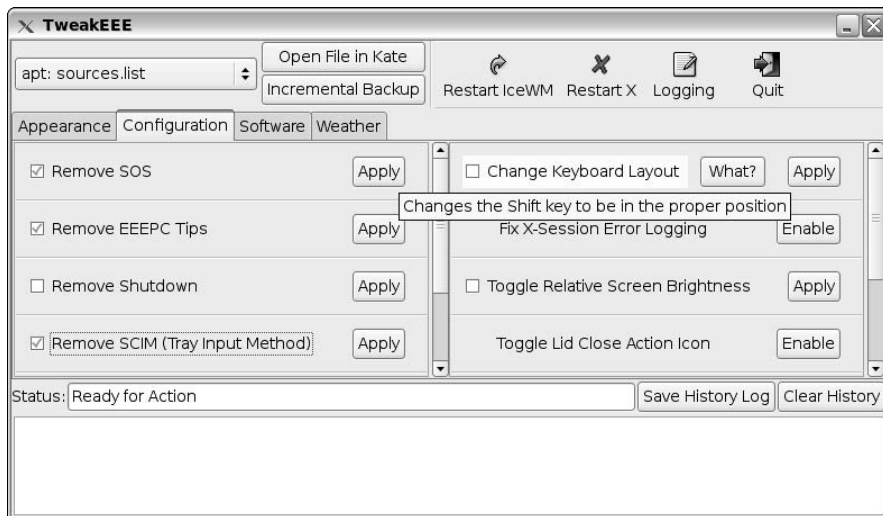 TweakEEE
apt: sources.list
Open File in Kate
Incremental Backup
Restart IceWM
Restart X
Logging
Quit
Appearance
Configuration
Software
Weather
Remove SOS
Apply
Remove EEEPC Tips
Apply
Remove Shutdown
Apply
Remove SCIM (Tray Input Method)
Apply
Change Keyboard Layout
What?
Apply
Changes the Shift key to be in the proper position
Fix X-Session Error Logging
Enable
Toggle Relative Screen Brightness
Apply
Toggle Lid Close Action Icon
Enable
Status: Ready for Action
Save History Log
Clear History